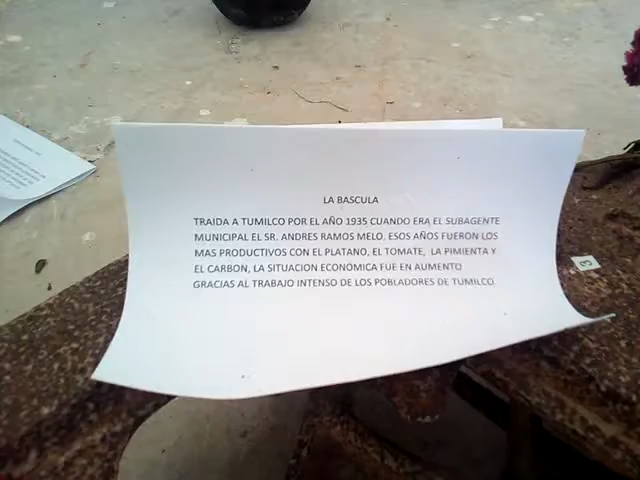 LA BASCULA
TRAIDA A TUMILCO POR EL AÑO 1935 CUANDO ERA EL SUBAGENTE
MUNICIPAL EL SR. ANDRES RAMOS MELO, ESOS AÑOS FUERON LOS
MAS PRODUCTIVOS CON EL PLATANO, EL TOMATE, LA PIMIENTA Y
EL CARBON, LA SITUACION ECONÓMICA FUE EN AUMENTO
GRACIAS AL TRABAJO INTENSO DE LOS POBLADORES DE TUMILCO
3